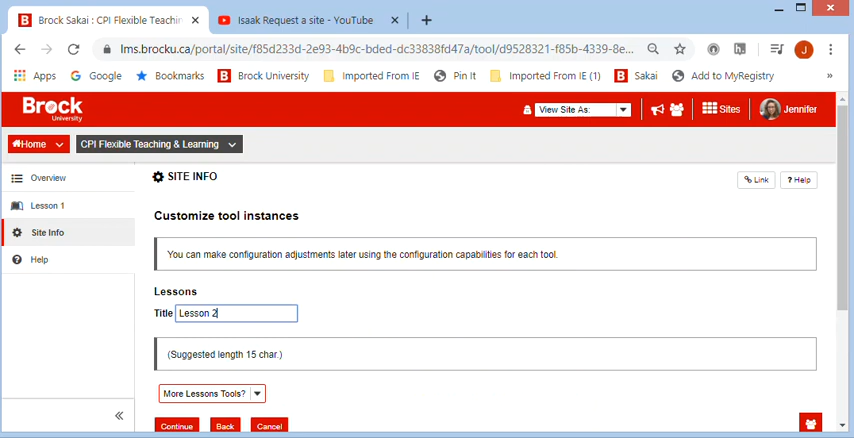 Brock Sakai : CPI Flexible Teachin
Isaak Request a site - YouTube
lms.brocku.ca/portal/site/f85d233d-2e93-4b9c-bded-dc33838fd47a/tool/d9528321-f85b-4339-8e...
Apps Google Bookmarks Brock University Imported From IE Pin It Imported From IE (1) Sakai Add to MyRegistry »
Brock
University
View Site As:
Sites
Jennifer
Home
CPI Flexible Teaching & Learning
Overview
Lesson 1
Site Info
Help
«
SITE INFO
Link
? Help
Customize tool instances
You can make configuration adjustments later using the configuration capabilities for each tool.
Lessons
Title Lesson 2
(Suggested length 15 char.)
More Lessons Tools?
Continue Back Cancel